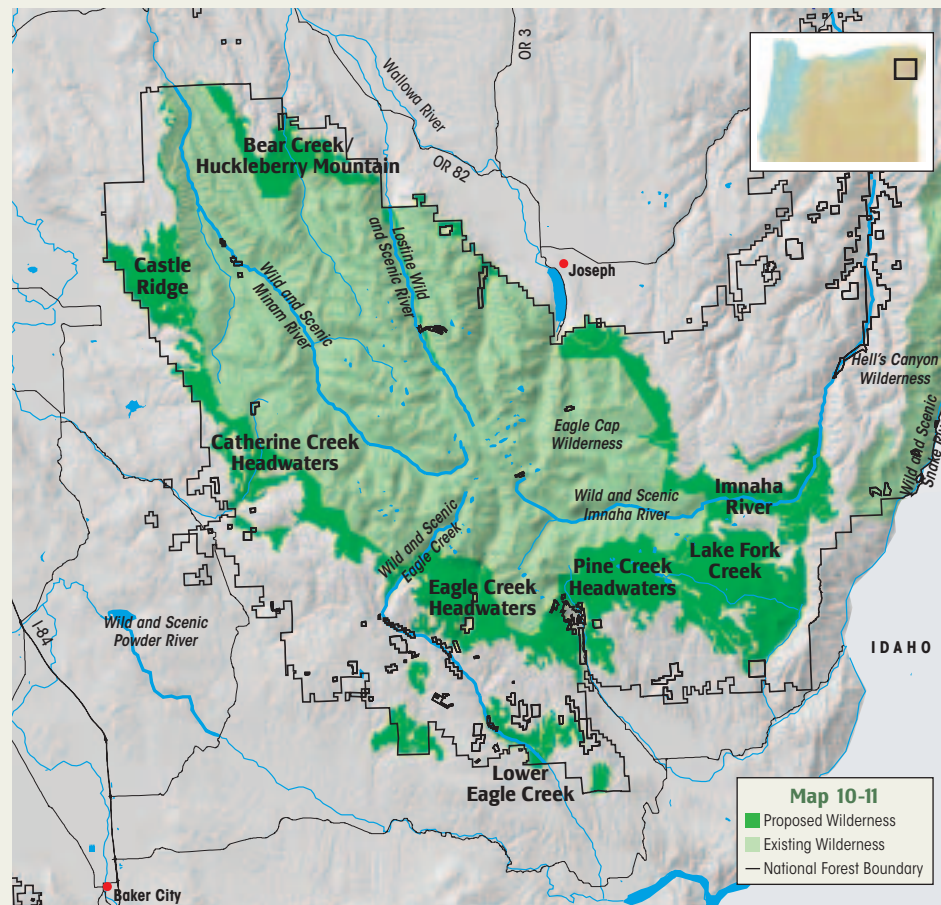 OR 3
Wallowa River
OR 82
Bear Creek/
Huckleberry Mountain
Lostine Wild
and Scenic River
Joseph
Castle
Ridge
Wild and Scenic
Minam River
Hell's Canyon
Wilderness
Eagle Cap
Wilderness
Wild and Scenic
Catherine Creek
Headwaters
Wild and Scenic
Imnaha River
Imnaha
River
Wild and Scenic
Eagle Creek
Lake Fork
Creek
Pine Creek
Headwaters
Eagle Creek
Headwaters
Wild and Scenic
Powder River
I-84
IDAHO
Lower
Eagle Creek
Baker City
Map 10-11
Proposed Wilderness
Existing Wilderness
National Forest Boundary